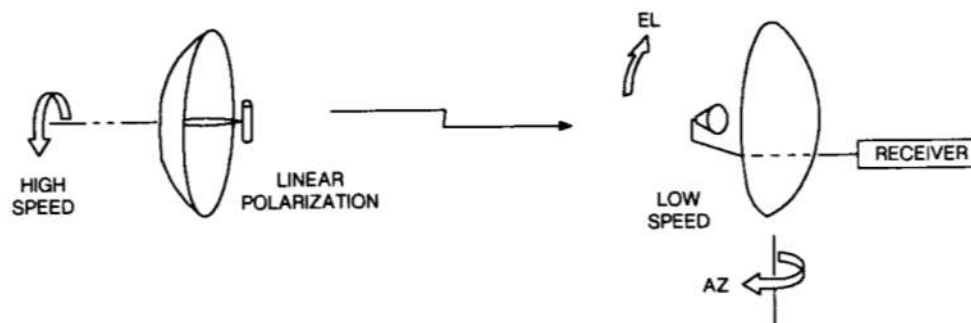 EL
HIGH
SPEED
LINEAR
POLARIZATION
LOW
SPEED
RECEIVER
AZ